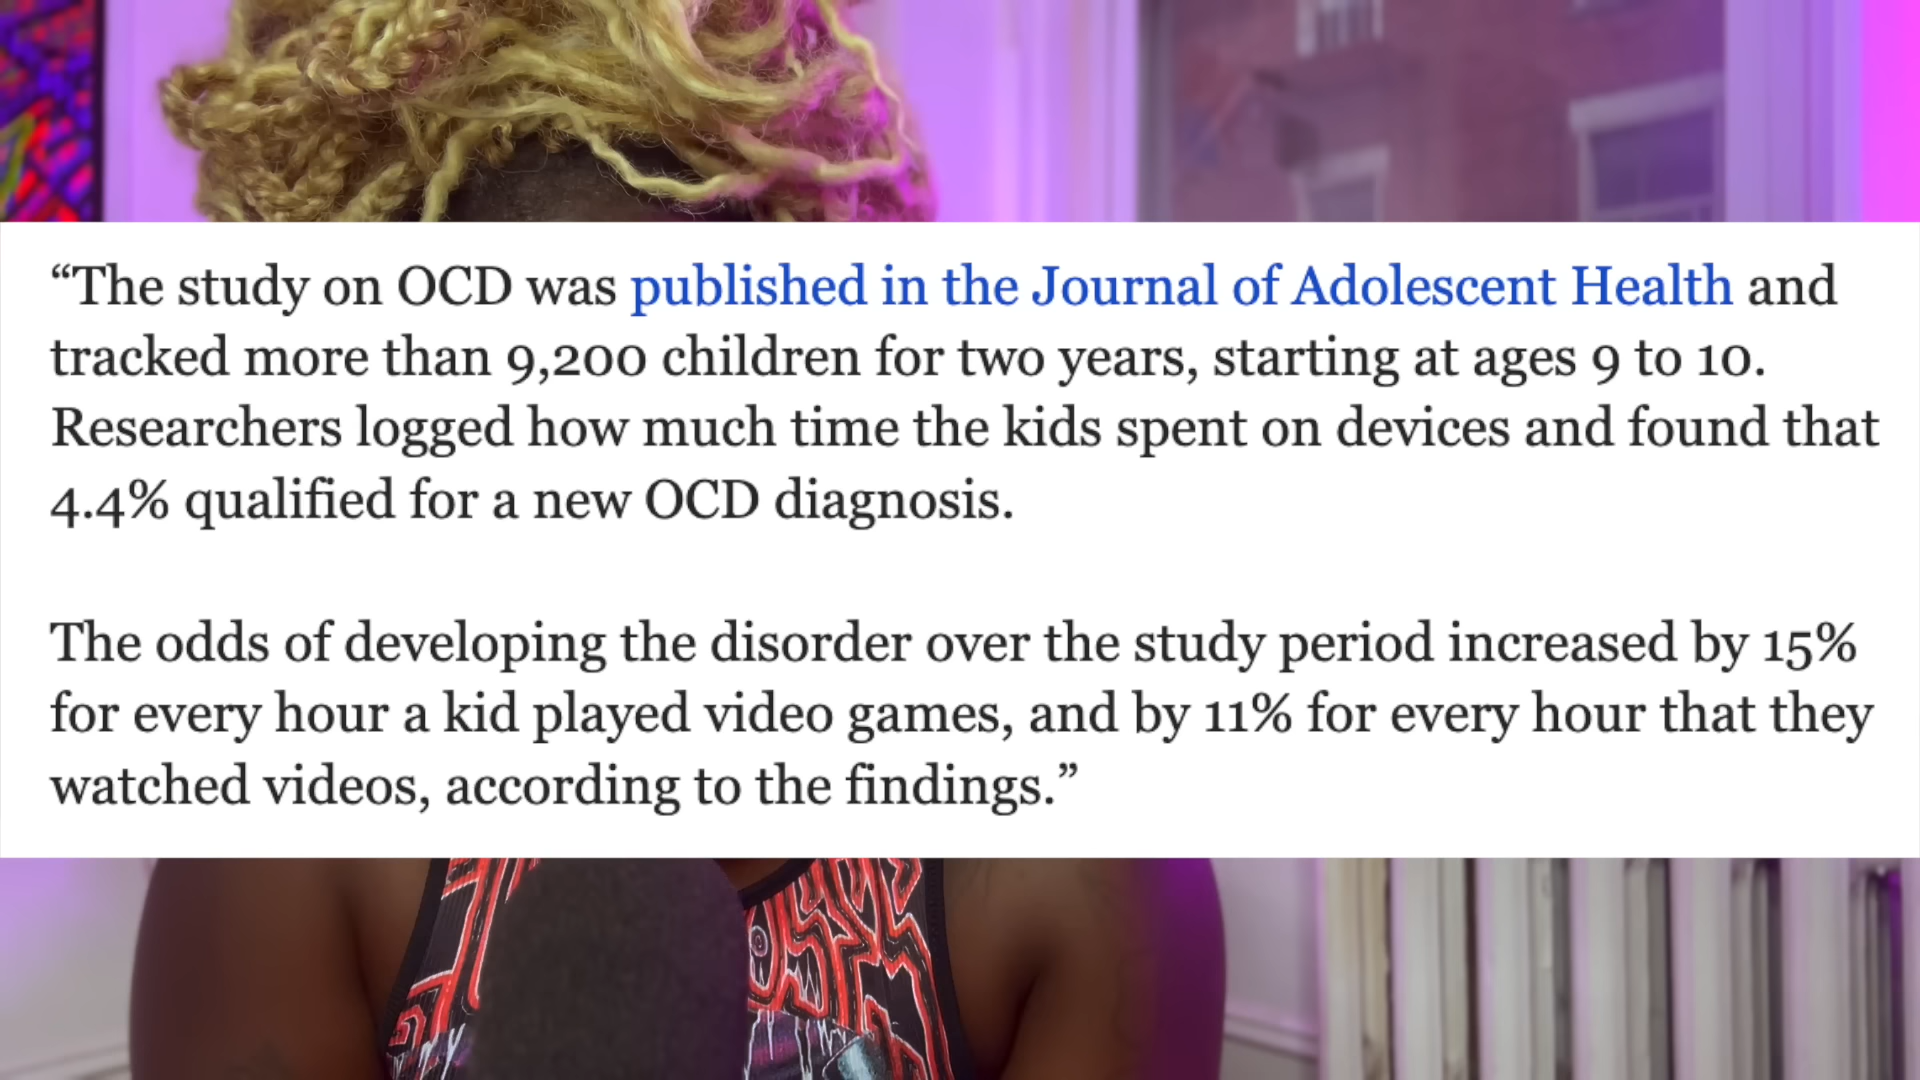 “The study on OCD was published in the Journal of Adolescent Health and
tracked more than 9,200 children for two years, starting at ages 9 to 10.
Researchers logged how much time the kids spent on devices and found that
4.4% qualified for a new OCD diagnosis.
The odds of developing the disorder over the study period increased by 15%
for every hour a kid played video games, and by 11% for every hour that they
watched videos, according to the findings.”